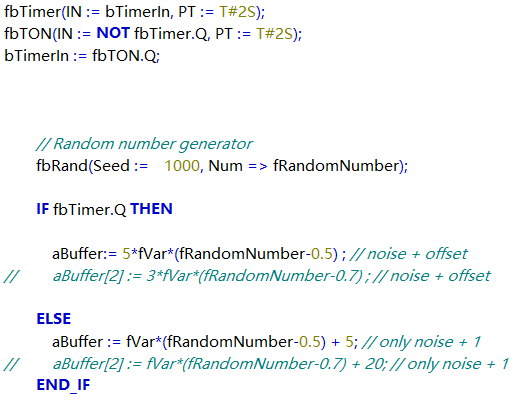 fbTimer(IN := bTimerIn, PT := T#2S);
fbTON(IN := NOT fbTimer.Q, PT := T#2S);
bTimerIn := fbTON.Q;
// Random number generator
fbRand(Seed := 1000, Num => fRandomNumber);
IF fbTimer.Q THEN
aBuffer:= 5*fVar*(fRandomNumber-0.5) ; // noise + offset
// aBuffer[2] := 3*fVar*(fRandomNumber-0.7) ; // noise + offset
ELSE
aBuffer := fVar*(fRandomNumber-0.5) + 5; // only noise + 1
// aBuffer[2] := fVar*(fRandomNumber-0.7) + 20; // only noise + 1
END_IF